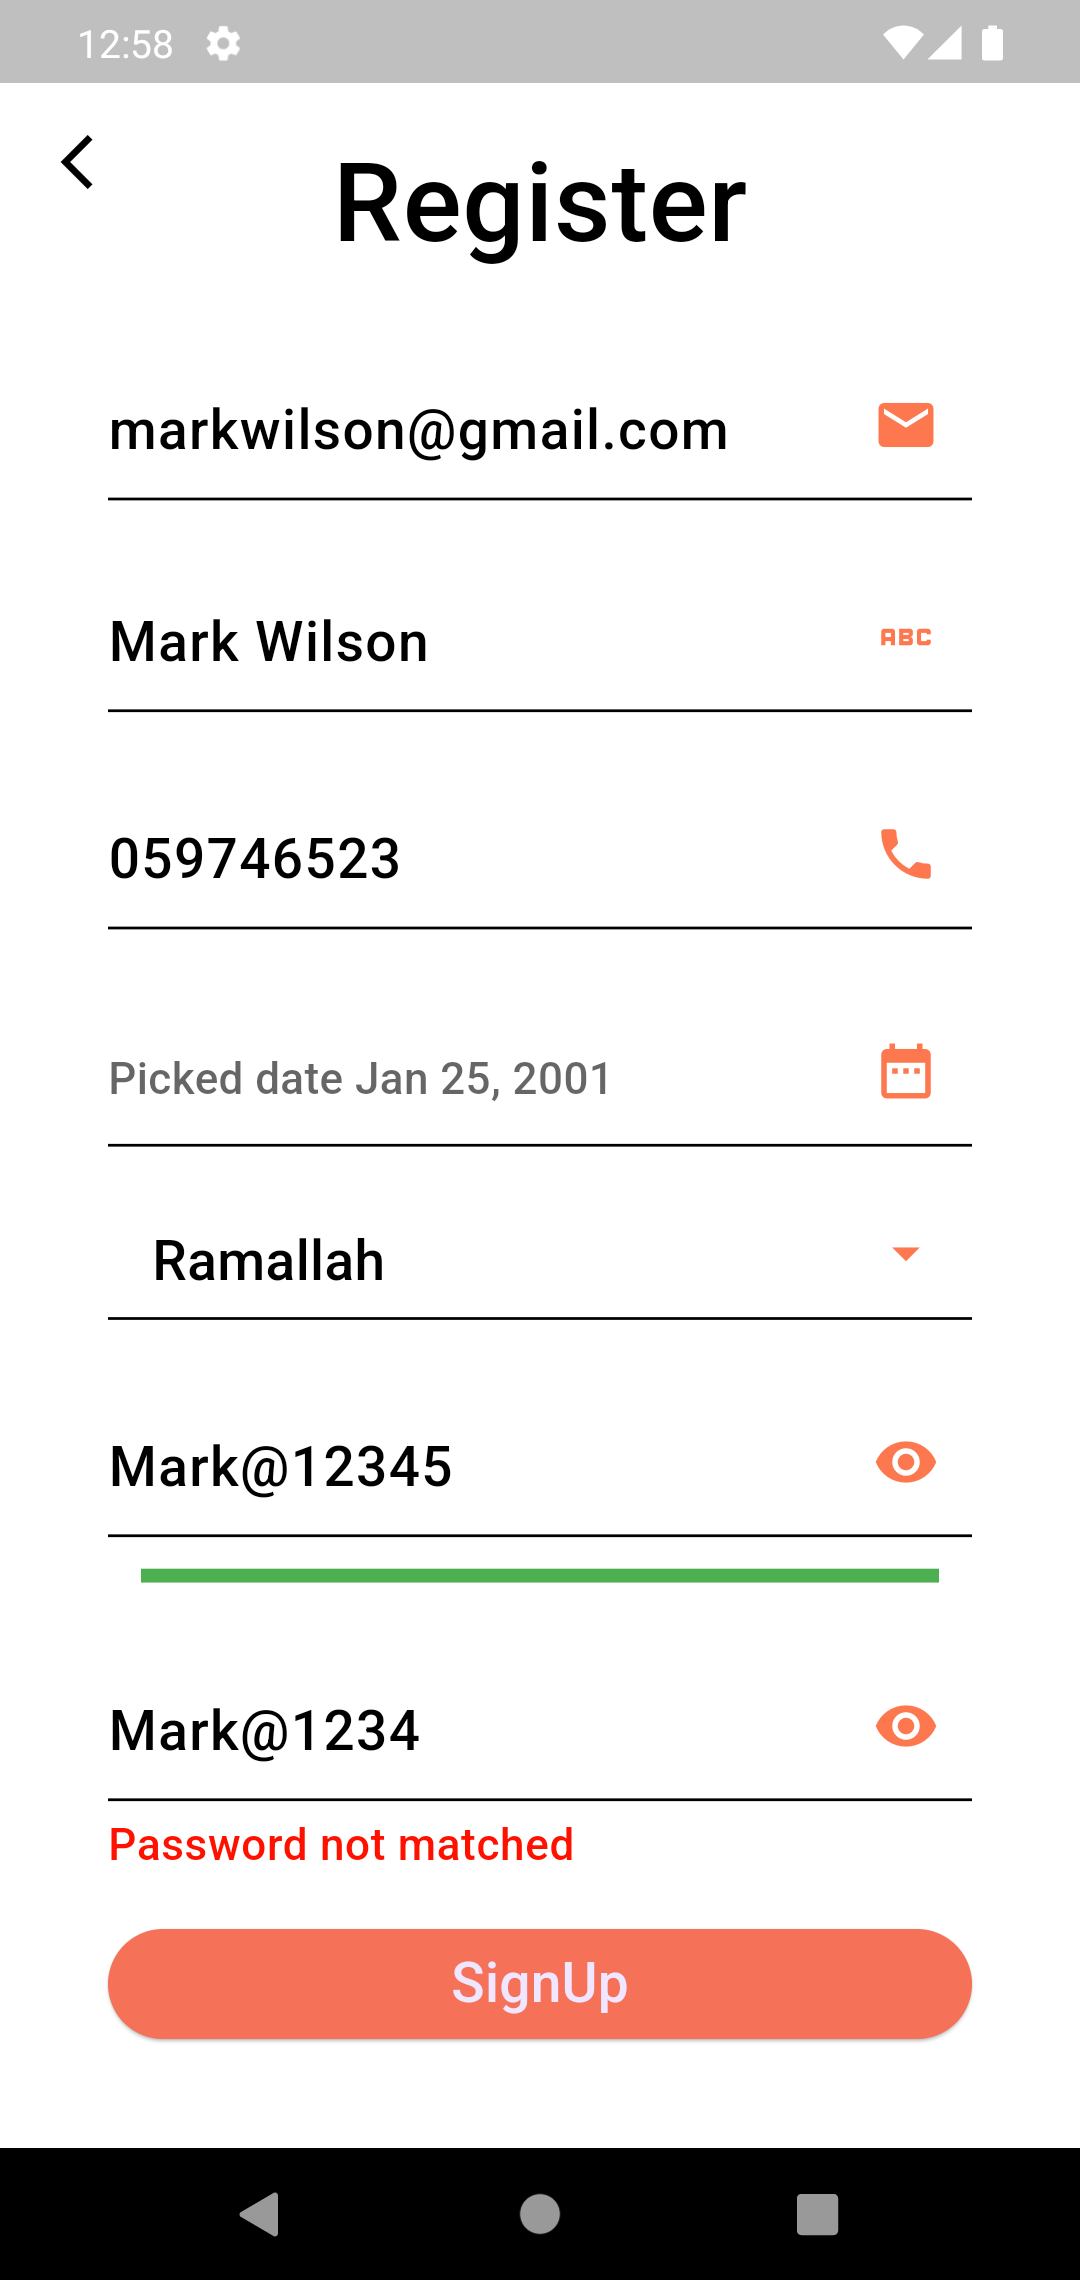 12:58
Register
markwilson@gmail.com
Mark Wilson
ABC
059746523
Picked date Jan 25, 2001
Ramallah
Mark@12345
Mark@1234
Password not matched
SignUp